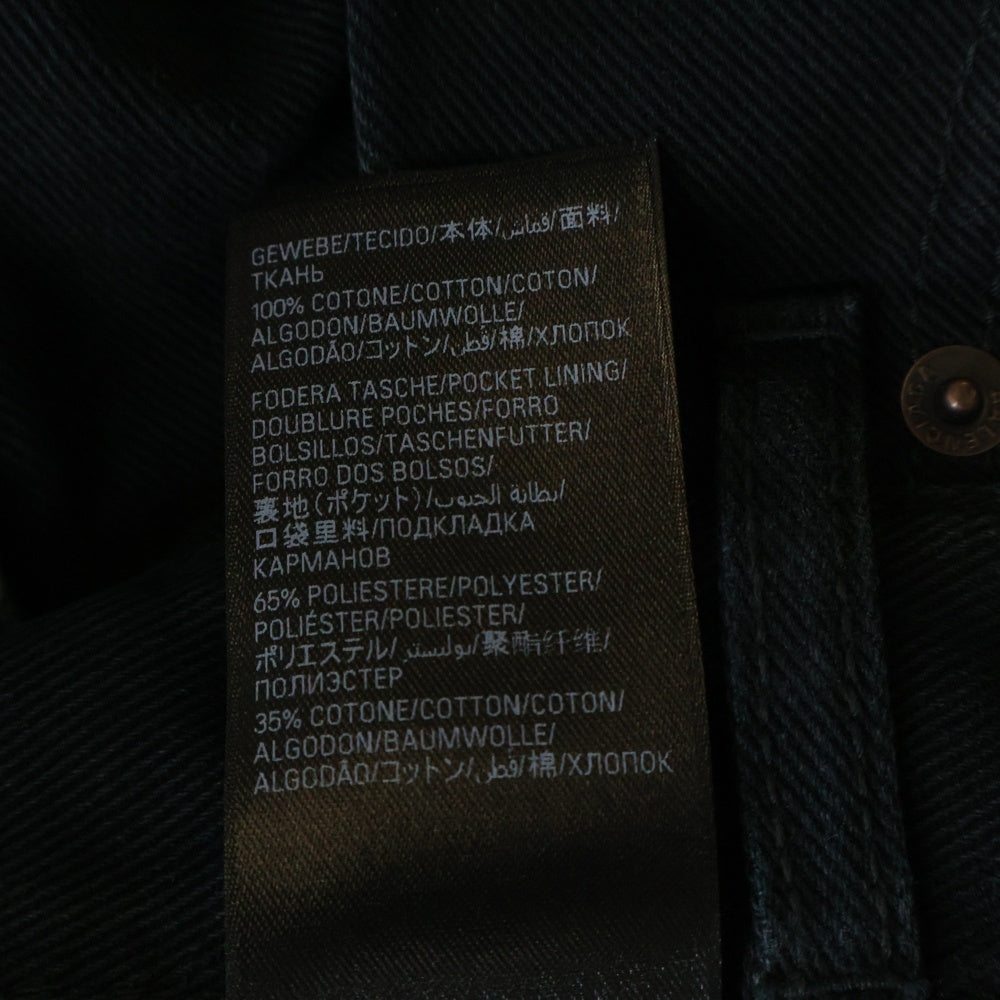 GEWEBE/TECIDO/本体/قماش/面料/
ТКАНЬ
100% COTONE/COTTON/COTON/
ALGODON/BAUMWOLLE/
ALGODÃO/コットン/قطن/棉/ХЛОПОК
FODERA TASCHE/POCKET LINING/
DOUBLURE POCHES/FORRO
BOLSILLOS/TASCHENFUTTER/
FORRO DOS BOLSOS/
裏地(ポケット)/بطانة الجيوب/
口袋里料/ПОДКЛАДКА
КАРМАНОВ
65% POLIESTERE/POLYESTER/
POLIÉSTER/POLIESTER/
ポリエステル/بوليستر/聚酯纤维/
ПОЛИЭСТЕР
35% COTONE/COTTON/COTON/
ALGODON/BAUMWOLLE/
ALGODÃO/コットン/قطن/棉/ХЛОПОК